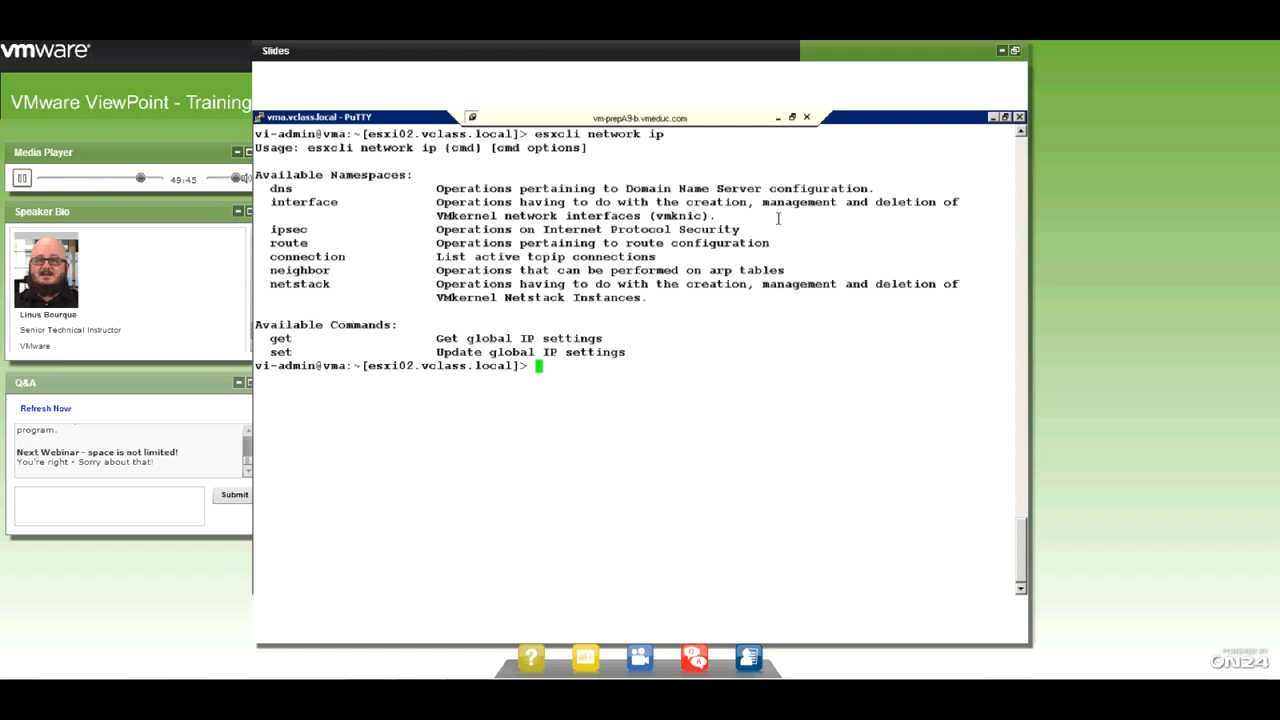 vmware®
VMware ViewPoint - Training
Media Player
49:45
Speaker Bio
Linus Bourque
Senior Technical Instructor
VMware
Q&A
Refresh Now
program.
Next Webinar - space is not limited!
You're right - Sorry about that!
Submit
Slides
vma.vclass.local - PuTTY
vm-prepA9-b.vmeduc.com
vi-admin@vma:~[esxi02.vclass.local]> esxcli network ip
Usage: esxcli network ip {cmd} [cmd options]
Available Namespaces:
dns Operations pertaining to Domain Name Server configuration.
interface Operations having to do with the creation, management and deletion of
VMkernel network interfaces (vmknic).
ipsec Operations on Internet Protocol Security
route Operations pertaining to route configuration
connection List active tcpip connections
neighbor Operations that can be performed on arp tables
netstack Operations having to do with the creation, management and deletion of
VMkernel Netstack Instances.
Available Commands:
get Get global IP settings
set Update global IP settings
vi-admin@vma:~[esxi02.vclass.local]>
?
Q A
POWERED BY
ON24